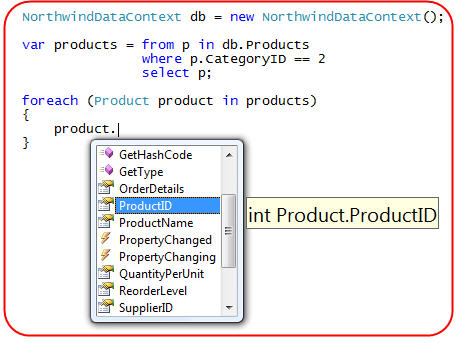 NorthwindDataContext db = new NorthwindDataContext();
var products = from p in db.Products
where p.CategoryID == 2
select p;
foreach (Product product in products)
{
product.
}
GetHashCode
GetType
OrderDetails
ProductID
int Product.ProductID
ProductName
PropertyChanged
PropertyChanging
QuantityPerUnit
ReorderLevel
SupplierID